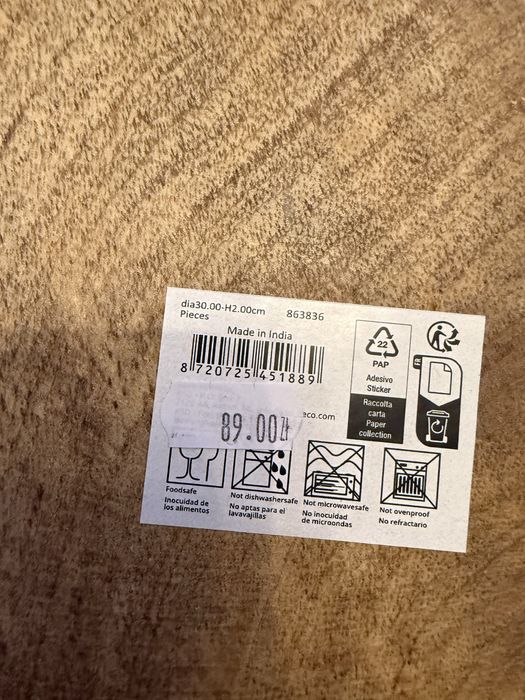 dia30.00-H2.00cm 863836
Pieces
Made in India
8 720725 451889
22
PAP
Adesivo
Sticker
Raccolta
carta
Paper
collection
eco.com
89.00zł
Foodsafe
Inocuidad de
los alimentos
Not dishwashersafe
No aptas para el
lavavajillas
Not microwavesafe
No inocuidad
de microondas
Not ovenproof
No refractario